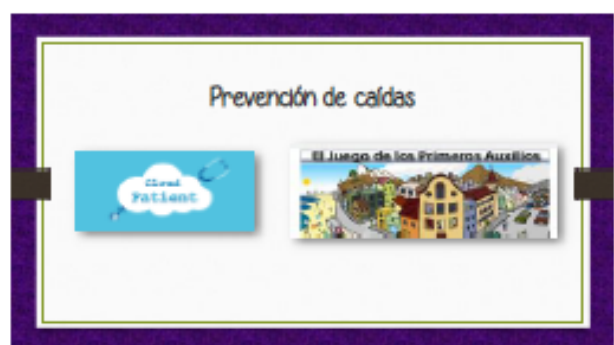 Prevención de caídas
Cloud
Patient
El Juego de los Primeros Auxilios